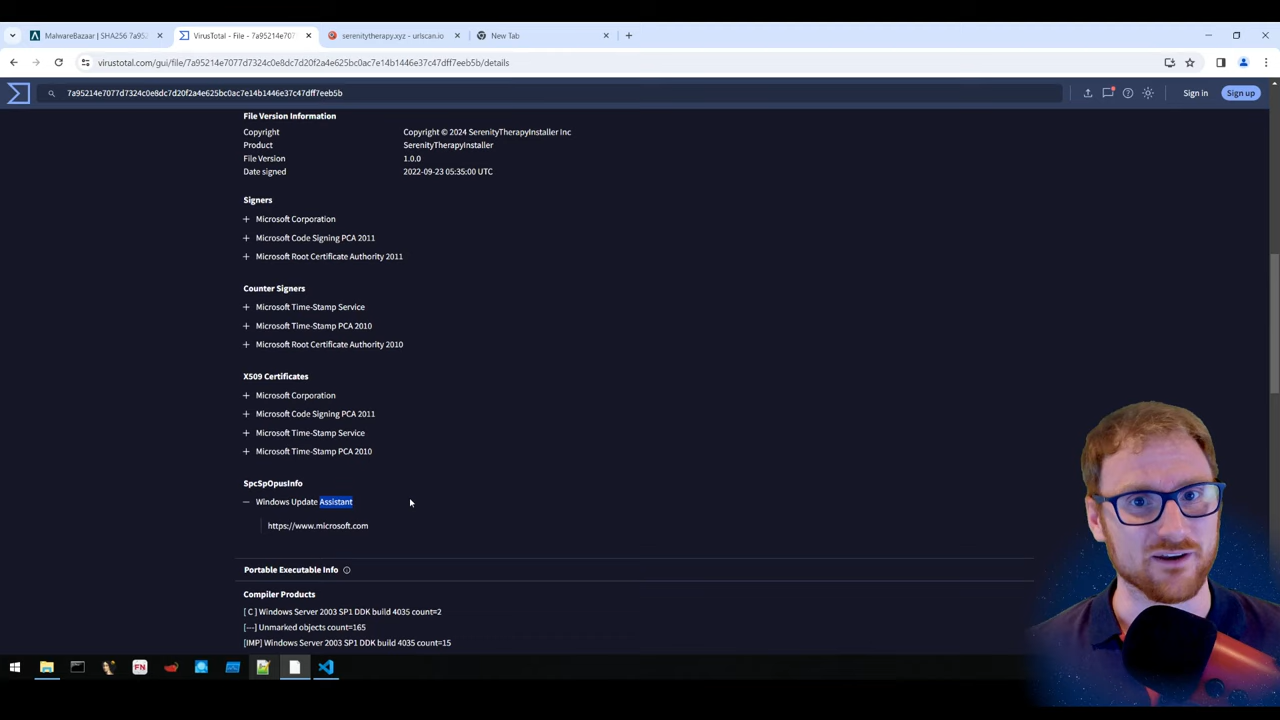 MalwareBazaar | SHA256 7a952
VirusTotal - File - 7a95214e707
serenitytherapy.xyz - urlscan.io
New Tab
virustotal.com/gui/file/7a95214e7077d7324c0e8dc7d20f2a4e625bc0ac7e14b1446e37c47dff7eeb5b/details
7a95214e7077d7324c0e8dc7d20f2a4e625bc0ac7e14b1446e37c47dff7eeb5b
Sign in
Sign up
File Version Information
Copyright Copyright © 2024 SerenityTherapyInstaller Inc
Product SerenityTherapyInstaller
File Version 1.0.0
Date signed 2022-09-23 05:35:00 UTC
Signers
+ Microsoft Corporation
+ Microsoft Code Signing PCA 2011
+ Microsoft Root Certificate Authority 2011
Counter Signers
+ Microsoft Time-Stamp Service
+ Microsoft Time-Stamp PCA 2010
+ Microsoft Root Certificate Authority 2010
X509 Certificates
+ Microsoft Corporation
+ Microsoft Code Signing PCA 2011
+ Microsoft Time-Stamp Service
+ Microsoft Time-Stamp PCA 2010
SpcSpOpusInfo
− Windows Update Assistant
https://www.microsoft.com
Portable Executable Info
Compiler Products
[ C ] Windows Server 2003 SP1 DDK build 4035 count=2
[---] Unmarked objects count=165
[IMP] Windows Server 2003 SP1 DDK build 4035 count=15
FN